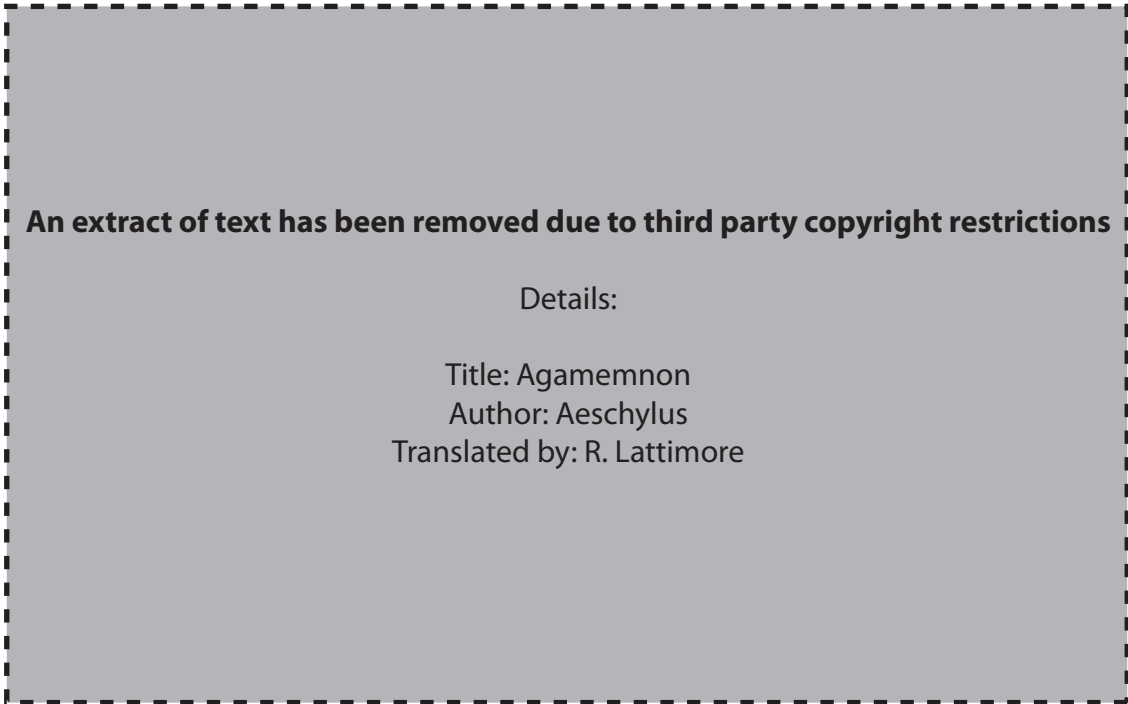 An extract of text has been removed due to third party copyright restrictions
Details:
Title: Agamemnon
Author: Aeschylus
Translated by: R. Lattimore